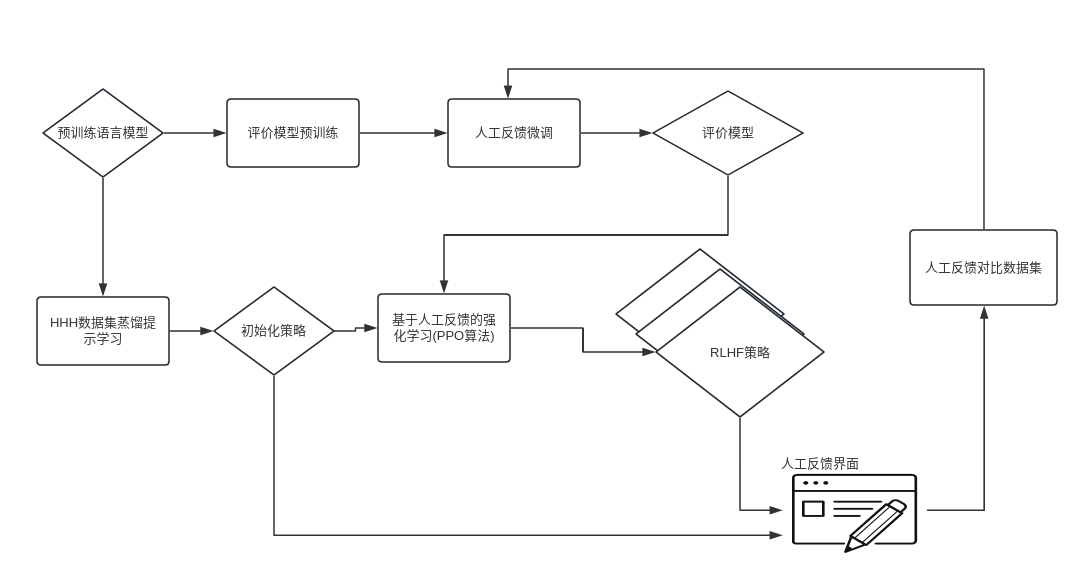 预训练语言模型
评价模型预训练
人工反馈微调
评价模型
人工反馈对比数据集
HHH数据集蒸馏提
示学习
初始化策略
基于人工反馈的强
化学习(PPO算法)
RLHF策略
人工反馈界面